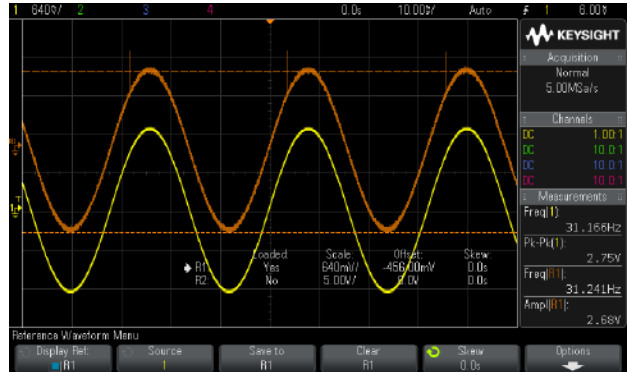 1 640▽/ 2 3 4 0.0s 10.00▽/ Auto 1 6.00▽
KEYSIGHT
Acquisition
Normal
5.00MSa/s
Channels
DC 1.00:1
DC 10.0:1
DC 10.0:1
DC 10.0:1
Measurements
Freq(1):
31.166Hz
Pk-Pk(1):
2.75V
Freq(R1):
31.241Hz
Ampl(R1):
2.68V
Loaded: Scale: Offset: Skew:
R1: Yes 640mV/ -456.00mV 0.0s
R2: No 5.00V/ 0.0V 0.0s
Reference Waveform Menu
Display Ref: Source Save to Clear Skew Options
R1 1 R1 R1 0.0s